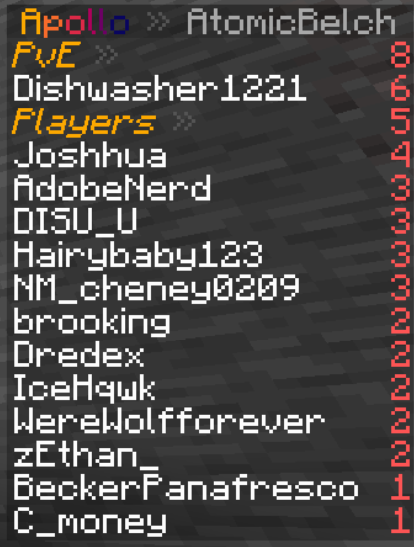 Apollo » AtomicBelch
PvE » 8
Dishwasher1221 6
Players » 5
Joshhua 4
AdobeNerd 3
DISU_U 3
Hairybaby123 3
NM_cheney0209 3
brooking 2
Dredex 2
IceHqwk 2
WereWolfforever 2
zEthan_ 2
BeckerPanafresco 1
C_money 1